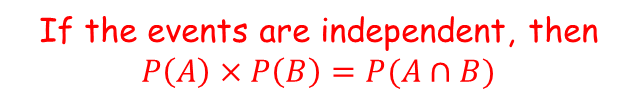 If the events are independent, then
P(A) × P(B) = P(A ∩ B)